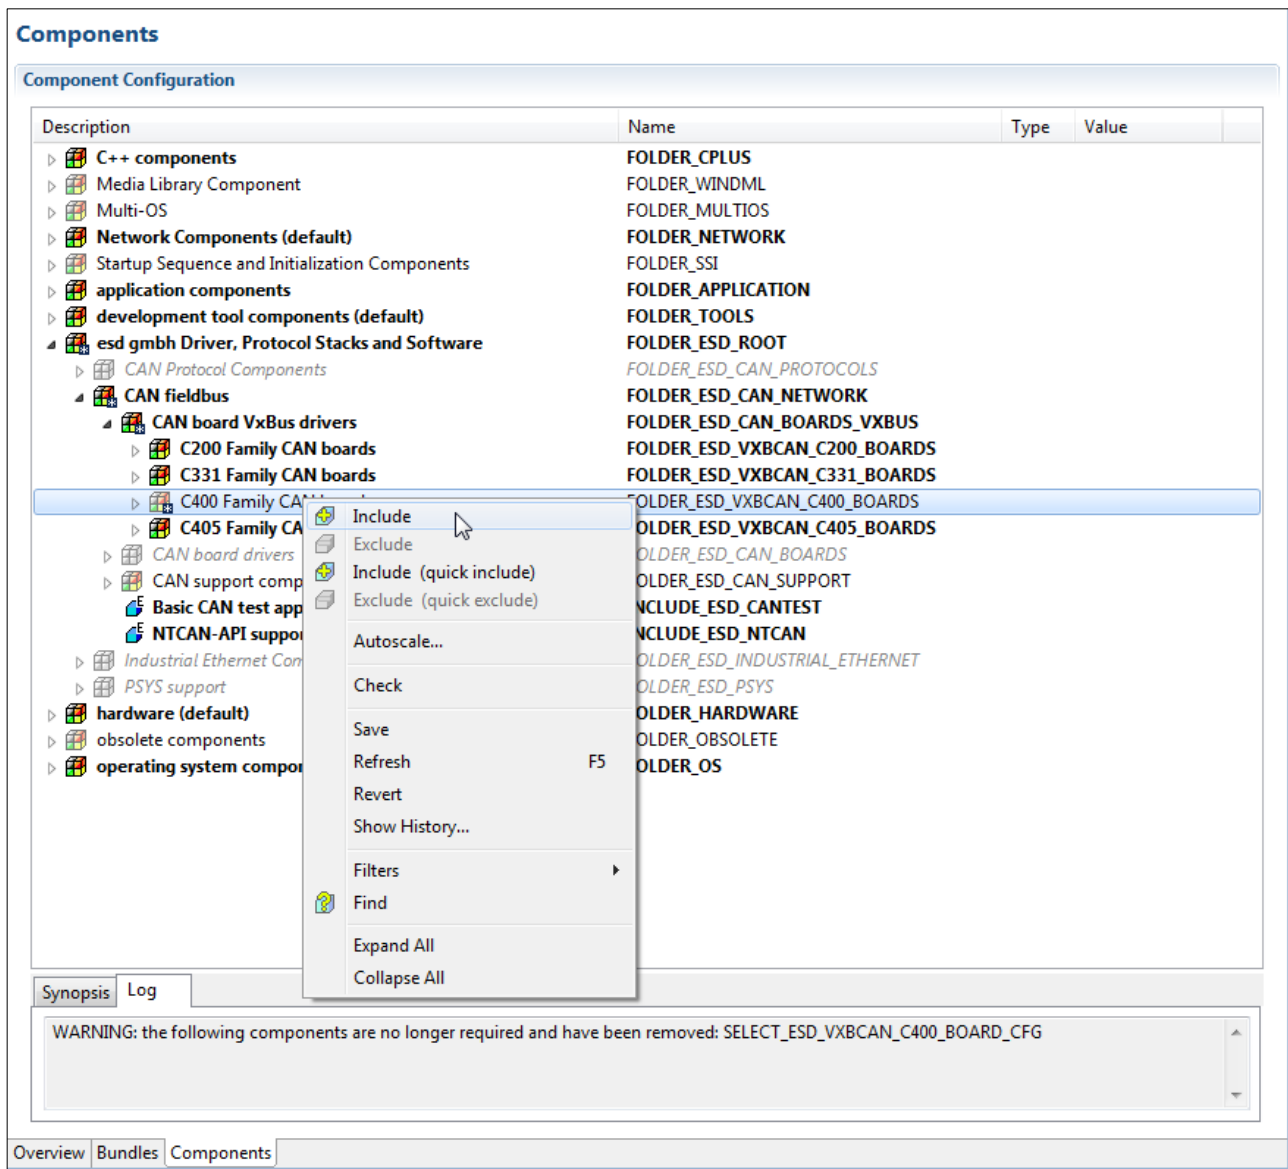 Components
Component Configuration
Description Name Type Value
C++ components FOLDER_CPLUS
Media Library Component FOLDER_WINDML
Multi-OS FOLDER_MULTIOS
Network Components (default) FOLDER_NETWORK
Startup Sequence and Initialization Components FOLDER_SSI
application components FOLDER_APPLICATION
development tool components (default) FOLDER_TOOLS
esd gmbh Driver, Protocol Stacks and Software FOLDER_ESD_ROOT
CAN Protocol Components FOLDER_ESD_CAN_PROTOCOLS
CAN fieldbus FOLDER_ESD_CAN_NETWORK
CAN board VxBus drivers FOLDER_ESD_CAN_BOARDS_VXBUS
C200 Family CAN boards FOLDER_ESD_VXBCAN_C200_BOARDS
C331 Family CAN boards FOLDER_ESD_VXBCAN_C331_BOARDS
C400 Family CA FOLDER_ESD_VXBCAN_C400_BOARDS
C405 Family CA FOLDER_ESD_VXBCAN_C405_BOARDS
CAN board drivers OLDER_ESD_CAN_BOARDS
CAN support comp OLDER_ESD_CAN_SUPPORT
Basic CAN test app NCLUDE_ESD_CANTEST
NTCAN-API suppo NCLUDE_ESD_NTCAN
Industrial Ethernet Con OLDER_ESD_INDUSTRIAL_ETHERNET
PSYS support OLDER_ESD_PSYS
hardware (default) OLDER_HARDWARE
obsolete components OLDER_OBSOLETE
operating system compo OLDER_OS
Include
Exclude
Include (quick include)
Exclude (quick exclude)
Autoscale...
Check
Save
Refresh F5
Revert
Show History...
Filters
Find
Expand All
Collapse All
Synopsis Log
WARNING: the following components are no longer required and have been removed: SELECT_ESD_VXBCAN_C400_BOARD_CFG
Overview Bundles Components